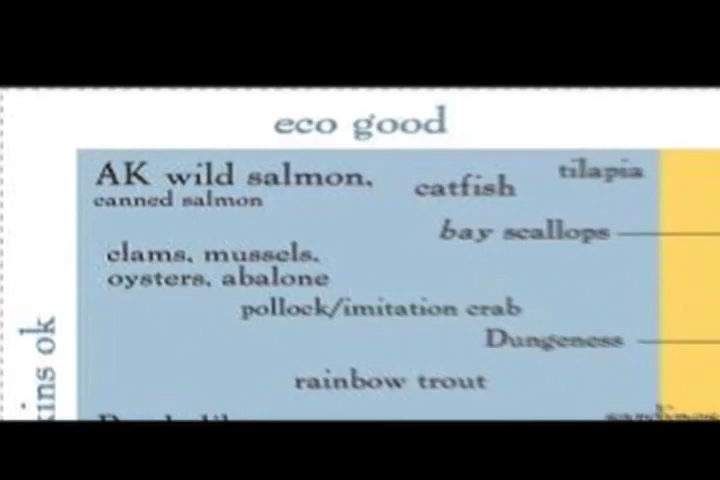 eco good
AK wild salmon,
canned salmon
catfish
tilapia
bay scallops
clams, mussels,
oysters, abalone
pollock/imitation crab
Dungeness
rainbow trout
ok